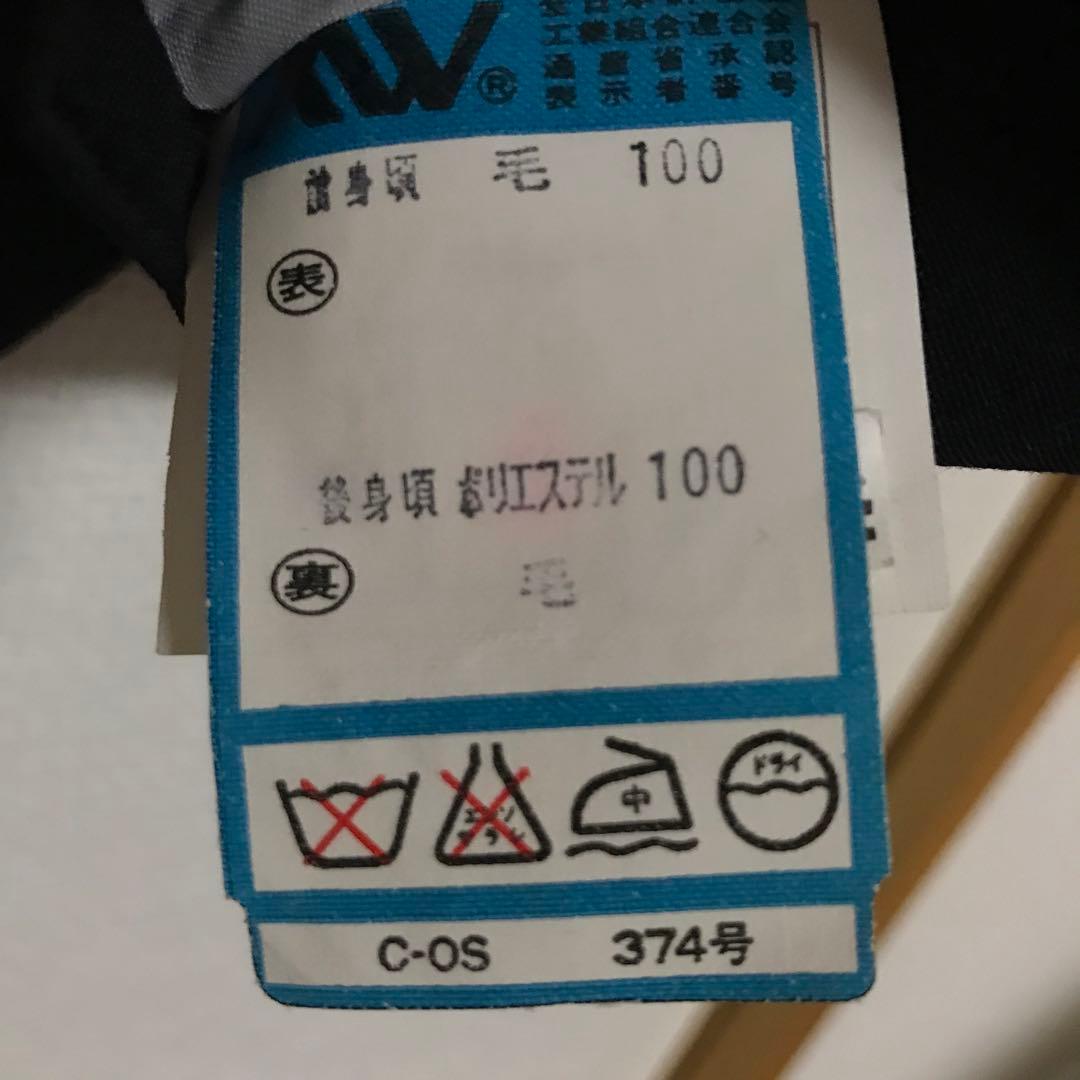 W®
工業組合連合会
通産省承認
表示者番号
前身頃 毛 100
表
後身頃 ポリエステル 100
裏
毛
中
ドライ
C-OS 374号